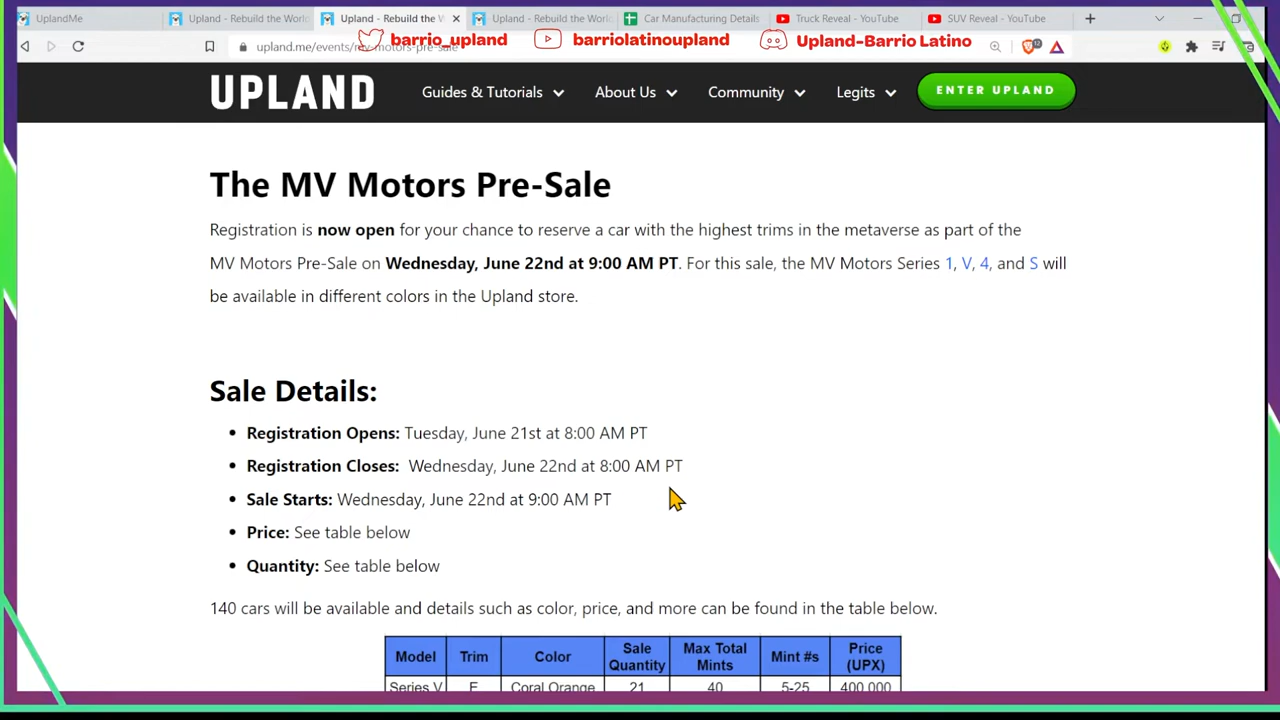 UplandMe
Upland - Rebuild the World
Upland - Rebuild the W
Upland - Rebuild the World
Car Manufacturing Details
Truck Reveal - YouTube
SUV Reveal - YouTube
barrio_upland
barriolatinoupland
Upland-Barrio Latino
UPLAND
Guides & Tutorials
About Us
Community
Legits
ENTER UPLAND
The MV Motors Pre-Sale
Registration is now open for your chance to reserve a car with the highest trims in the metaverse as part of the
MV Motors Pre-Sale on Wednesday, June 22nd at 9:00 AM PT. For this sale, the MV Motors Series 1, V, 4, and S will
be available in different colors in the Upland store.
Sale Details:
• Registration Opens: Tuesday, June 21st at 8:00 AM PT
• Registration Closes: Wednesday, June 22nd at 8:00 AM PT
• Sale Starts: Wednesday, June 22nd at 9:00 AM PT
• Price: See table below
• Quantity: See table below
140 cars will be available and details such as color, price, and more can be found in the table below.
Model Trim Color Sale Quantity Max Total Mints Mint #s Price (UPX)
Series V E Coral Orange 21 40 5-25 400,000